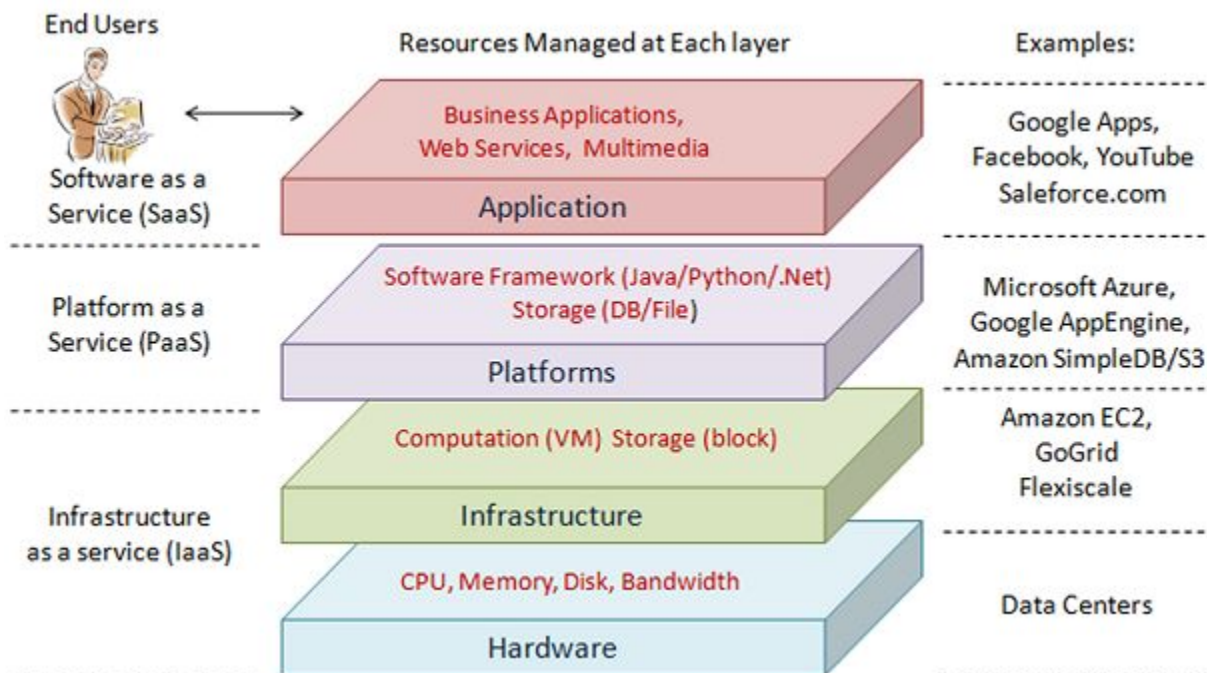 End Users
Resources Managed at Each layer
Examples:
Business Applications,
Web Services, Multimedia
Application
Software as a
Service (SaaS)
Google Apps,
Facebook, YouTube
Saleforce.com
Software Framework (Java/Python/.Net)
Storage (DB/File)
Platforms
Platform as a
Service (PaaS)
Microsoft Azure,
Google AppEngine,
Amazon SimpleDB/S3
Computation (VM) Storage (block)
Infrastructure
Amazon EC2,
GoGrid
Flexiscale
Infrastructure
as a service (IaaS)
CPU, Memory, Disk, Bandwidth
Hardware
Data Centers